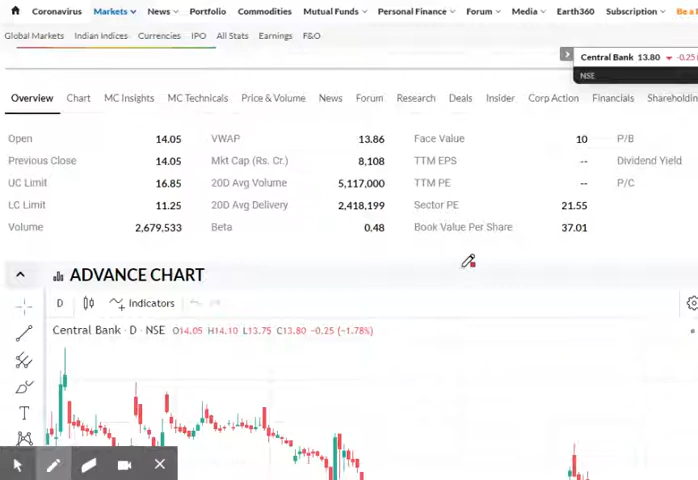 Coronavirus Markets News Portfolio Commodities Mutual Funds Personal Finance Forum Media Earth360 Subscription Be a
Global Markets Indian Indices Currencies IPO All Stats Earnings F&O
Central Bank 13.80 -0.25
NSE
Overview Chart MC Insights MC Technicals Price & Volume News Forum Research Deals Insider Corp Action Financials Shareholdin
Open 14.05 VWAP 13.86 Face Value 10 P/B
Previous Close 14.05 Mkt Cap (Rs. Cr.) 8,108 TTM EPS -- Dividend Yield
UC Limit 16.85 20D Avg Volume 5,117,000 TTM PE -- P/C
LC Limit 11.25 20D Avg Delivery 2,418,199 Sector PE 21.55
Volume 2,679,533 Beta 0.48 Book Value Per Share 37.01
ADVANCE CHART
D Indicators
Central Bank · D · NSE O14.05 H14.10 L13.75 C13.80 -0.25 (-1.78%)
T